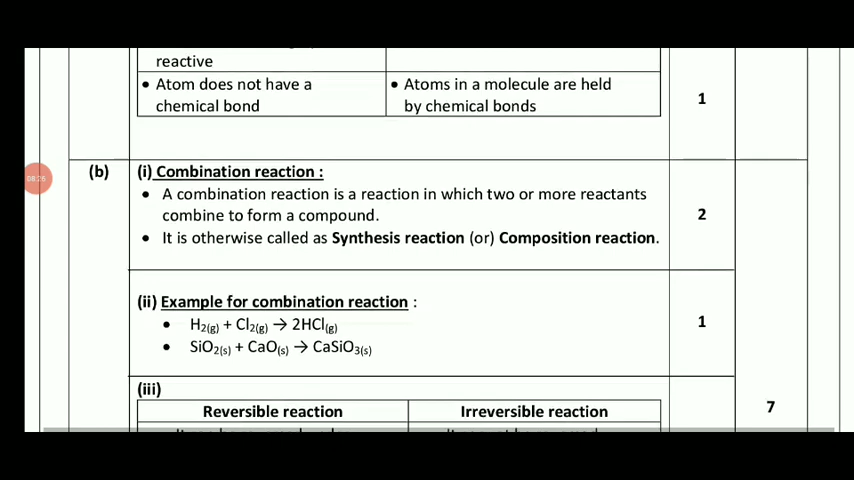 reactive
• Atom does not have a
chemical bond
• Atoms in a molecule are held
by chemical bonds
1
(b)
(i) Combination reaction :
• A combination reaction is a reaction in which two or more reactants
combine to form a compound.
• It is otherwise called as Synthesis reaction (or) Composition reaction.
2
(ii) Example for combination reaction :
• H2(g) + Cl2(g) → 2HCl(g)
• SiO2(s) + CaO(s) → CaSiO3(s)
1
(iii)
Reversible reaction
Irreversible reaction
7